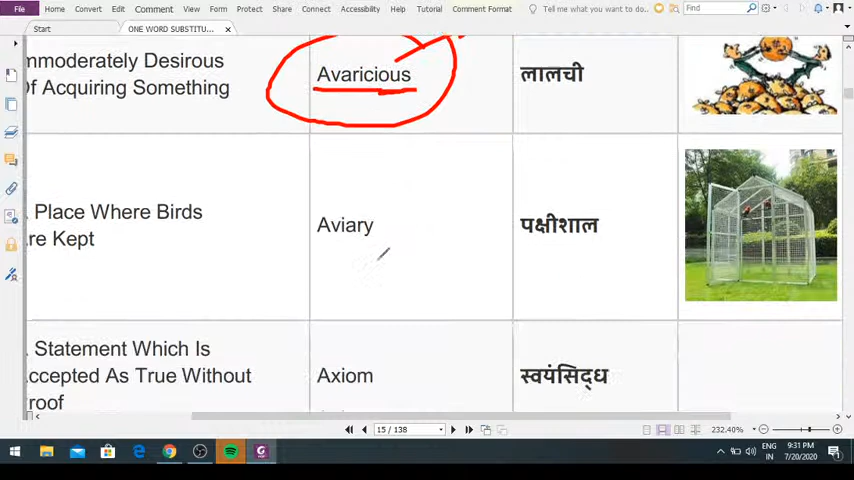 File Home Convert Edit Organize Comment View Form Protect Share Connect Accessibility Help Tutorial Comment Format Tell me what you want to do... Find
Start ONE WORD SUBSTITU...
mmoderately Desirous
Of Acquiring Something
Avaricious
लालची
Place Where Birds
re Kept
Aviary
पक्षीशाल
Statement Which Is
ccepted As True Without
roof
Axiom
स्वयंसिद्ध
15 / 138
232.40%
ENG
IN
9:31 PM
7/20/2020